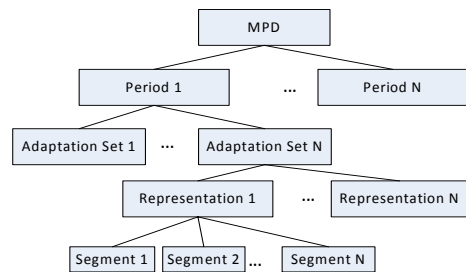 MPD
Period 1 ... Period N
Adaptation Set 1 ... Adaptation Set N
Representation 1 ... Representation N
Segment 1 Segment 2 ... Segment N